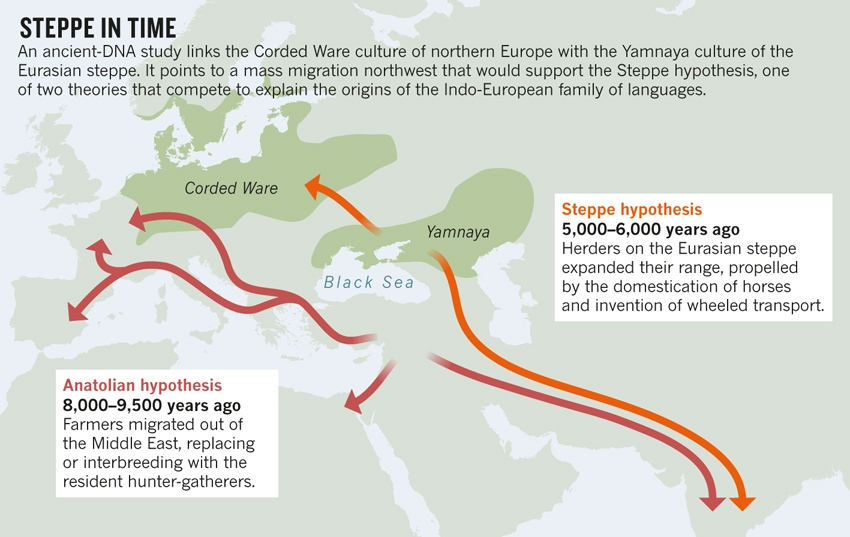 STEPPE IN TIME
An ancient-DNA study links the Corded Ware culture of northern Europe with the Yamnaya culture of the
Eurasian steppe. It points to a mass migration northwest that would support the Steppe hypothesis, one
of two theories that compete to explain the origins of the Indo-European family of languages.
Corded Ware
Yamnaya
Black Sea
Steppe hypothesis
5,000–6,000 years ago
Herders on the Eurasian steppe
expanded their range, propelled
by the domestication of horses
and invention of wheeled transport.
Anatolian hypothesis
8,000–9,500 years ago
Farmers migrated out of
the Middle East, replacing
or interbreeding with the
resident hunter-gatherers.